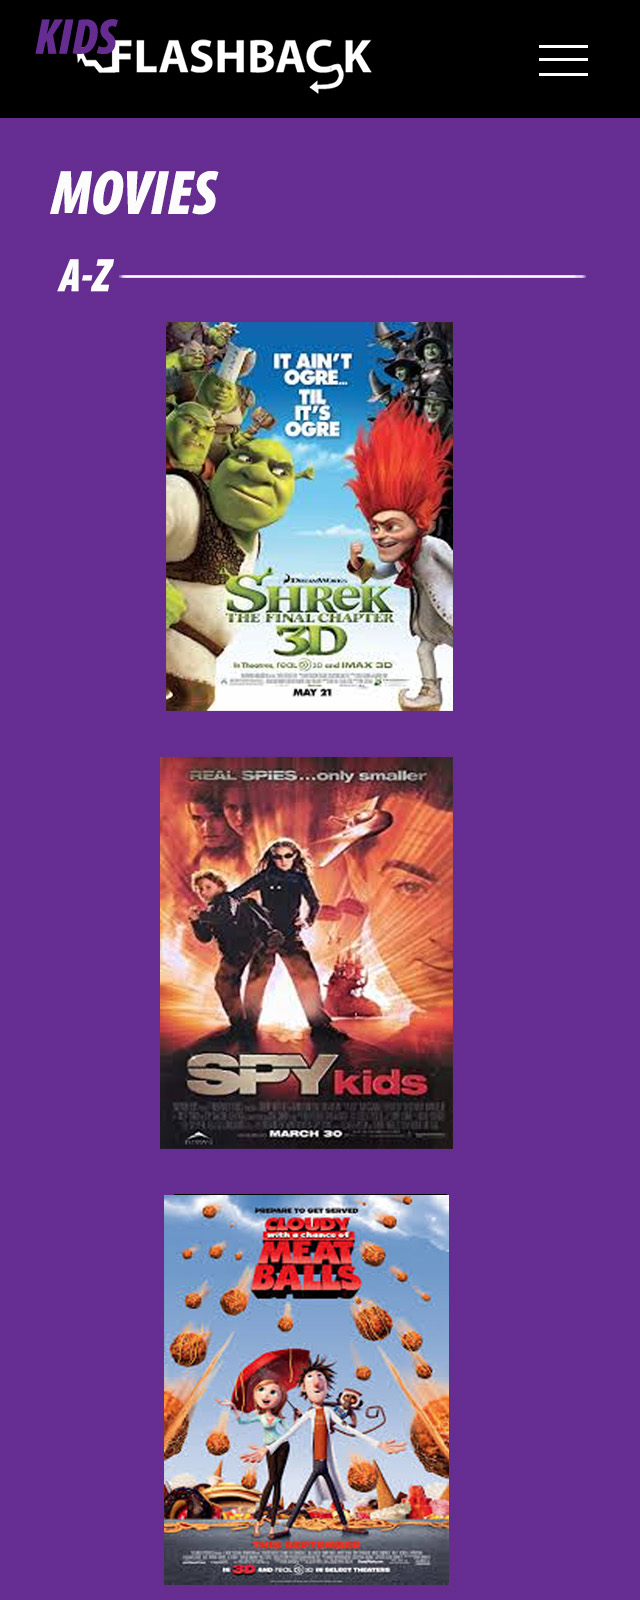 KIDS
FLASHBACK
MOVIES
A-Z
IT AIN'T
OGRE...
TIL
IT'S
OGRE
DREAMWORKS
SHREK
THE FINAL CHAPTER
3D
In Theatres, REAL D 3D and IMAX 3D
MAY 21
REAL SPIES...only smaller
SPY kids
MARCH 30
PREPARE TO GET SERVED
CLOUDY
with a chance of
MEAT
BALLS
THIS SEPTEMBER
IN 3D AND REAL D 3D IN SELECT THEATERS